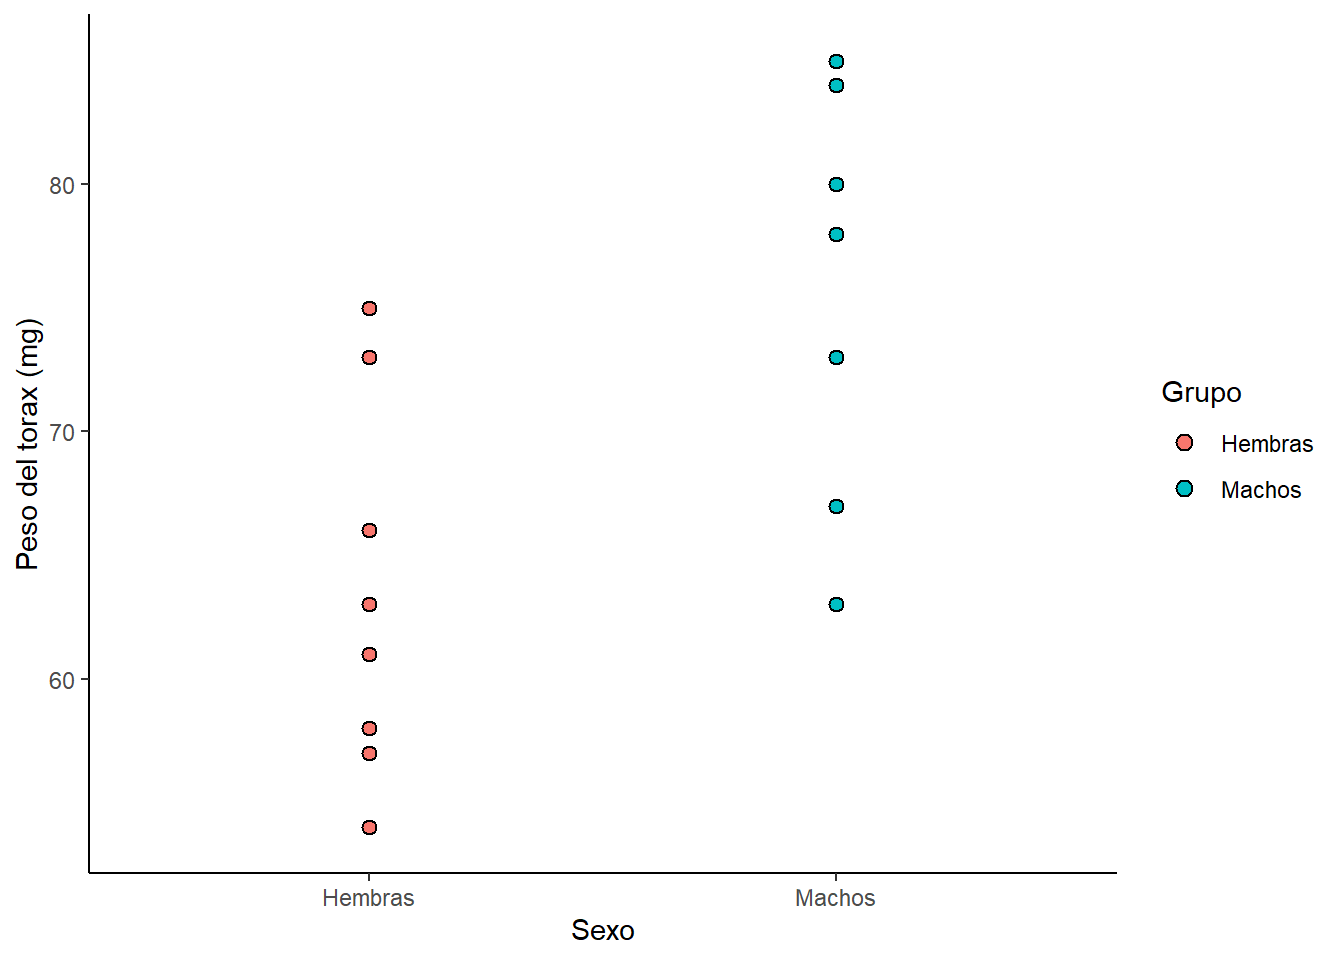 Peso del torax (mg)
80
70
60
Hembras
Machos
Sexo
Grupo
Hembras
Machos